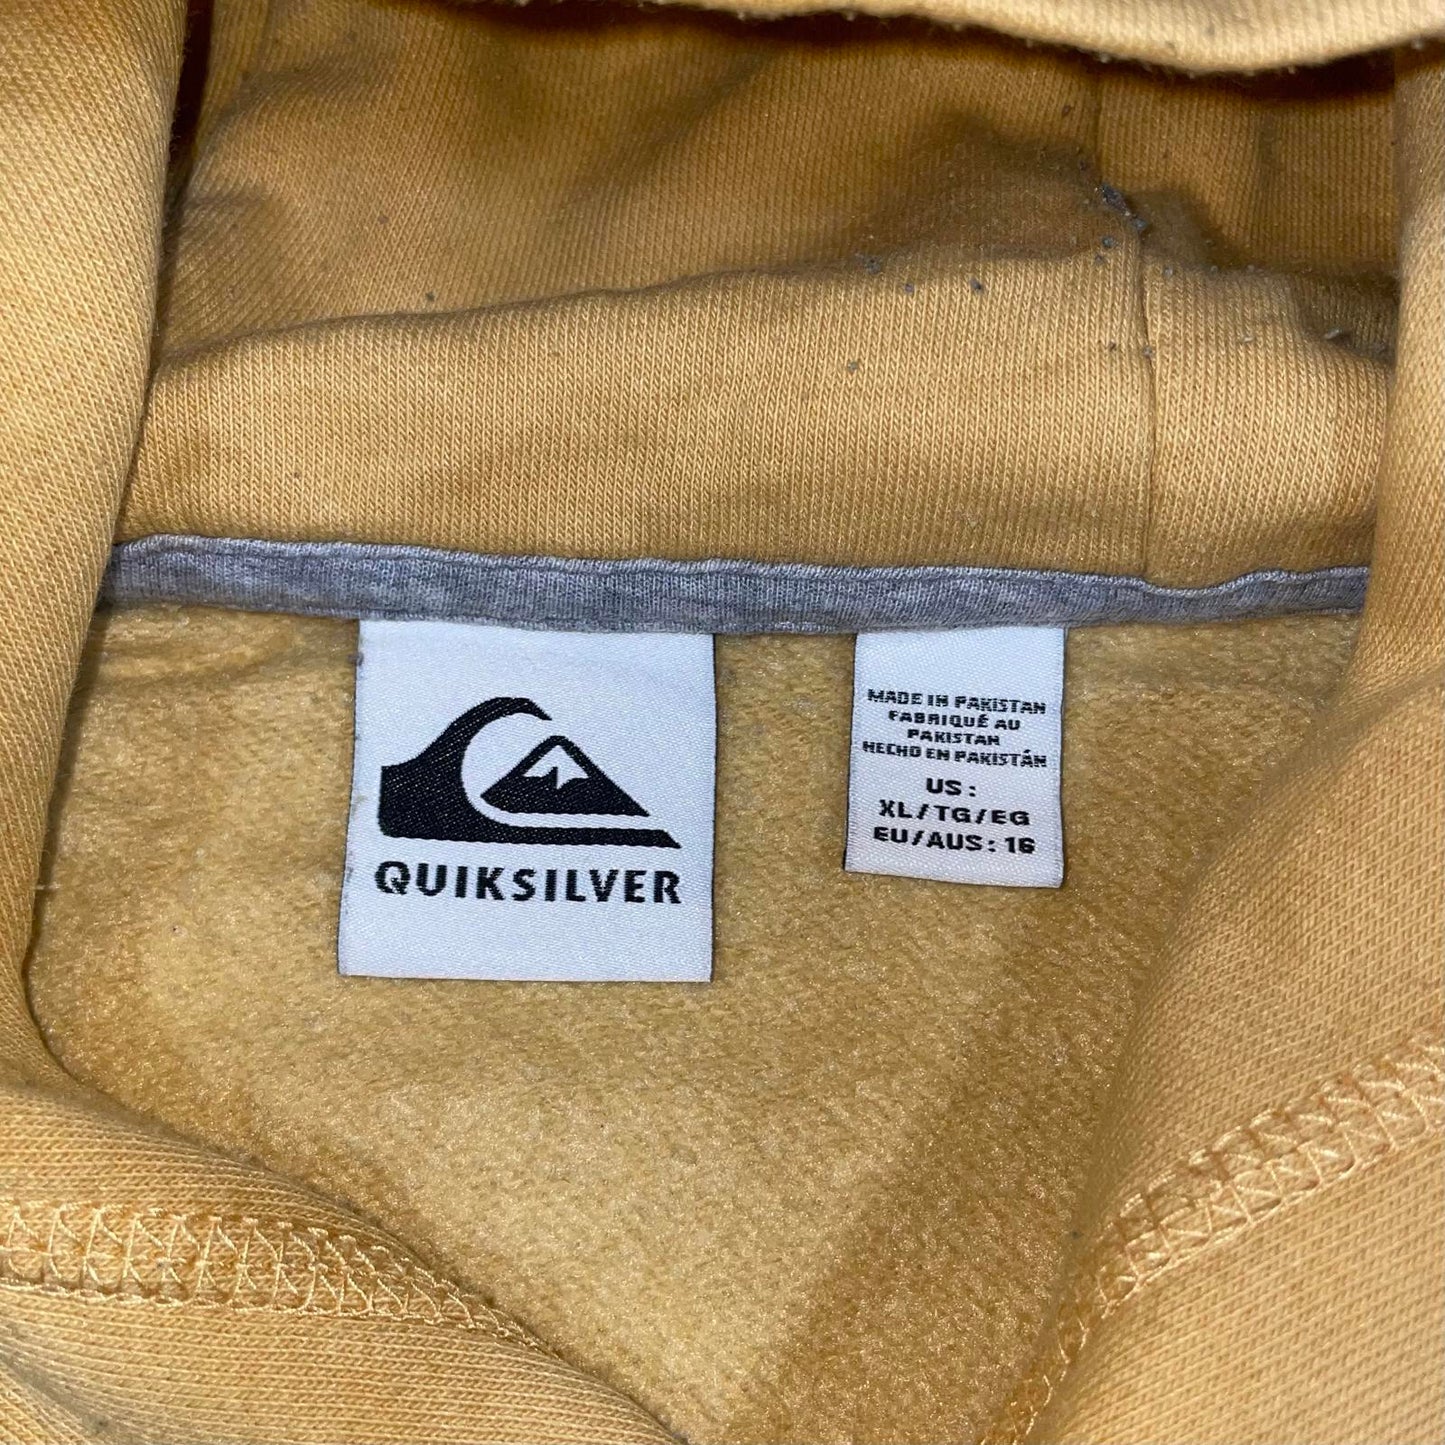 QUIKSILVER
MADE IN PAKISTAN
FABRIQUÉ AU
PAKISTAN
HECHO EN PAKISTÁN
US :
XL/TG/EG
EU/AUS : 16